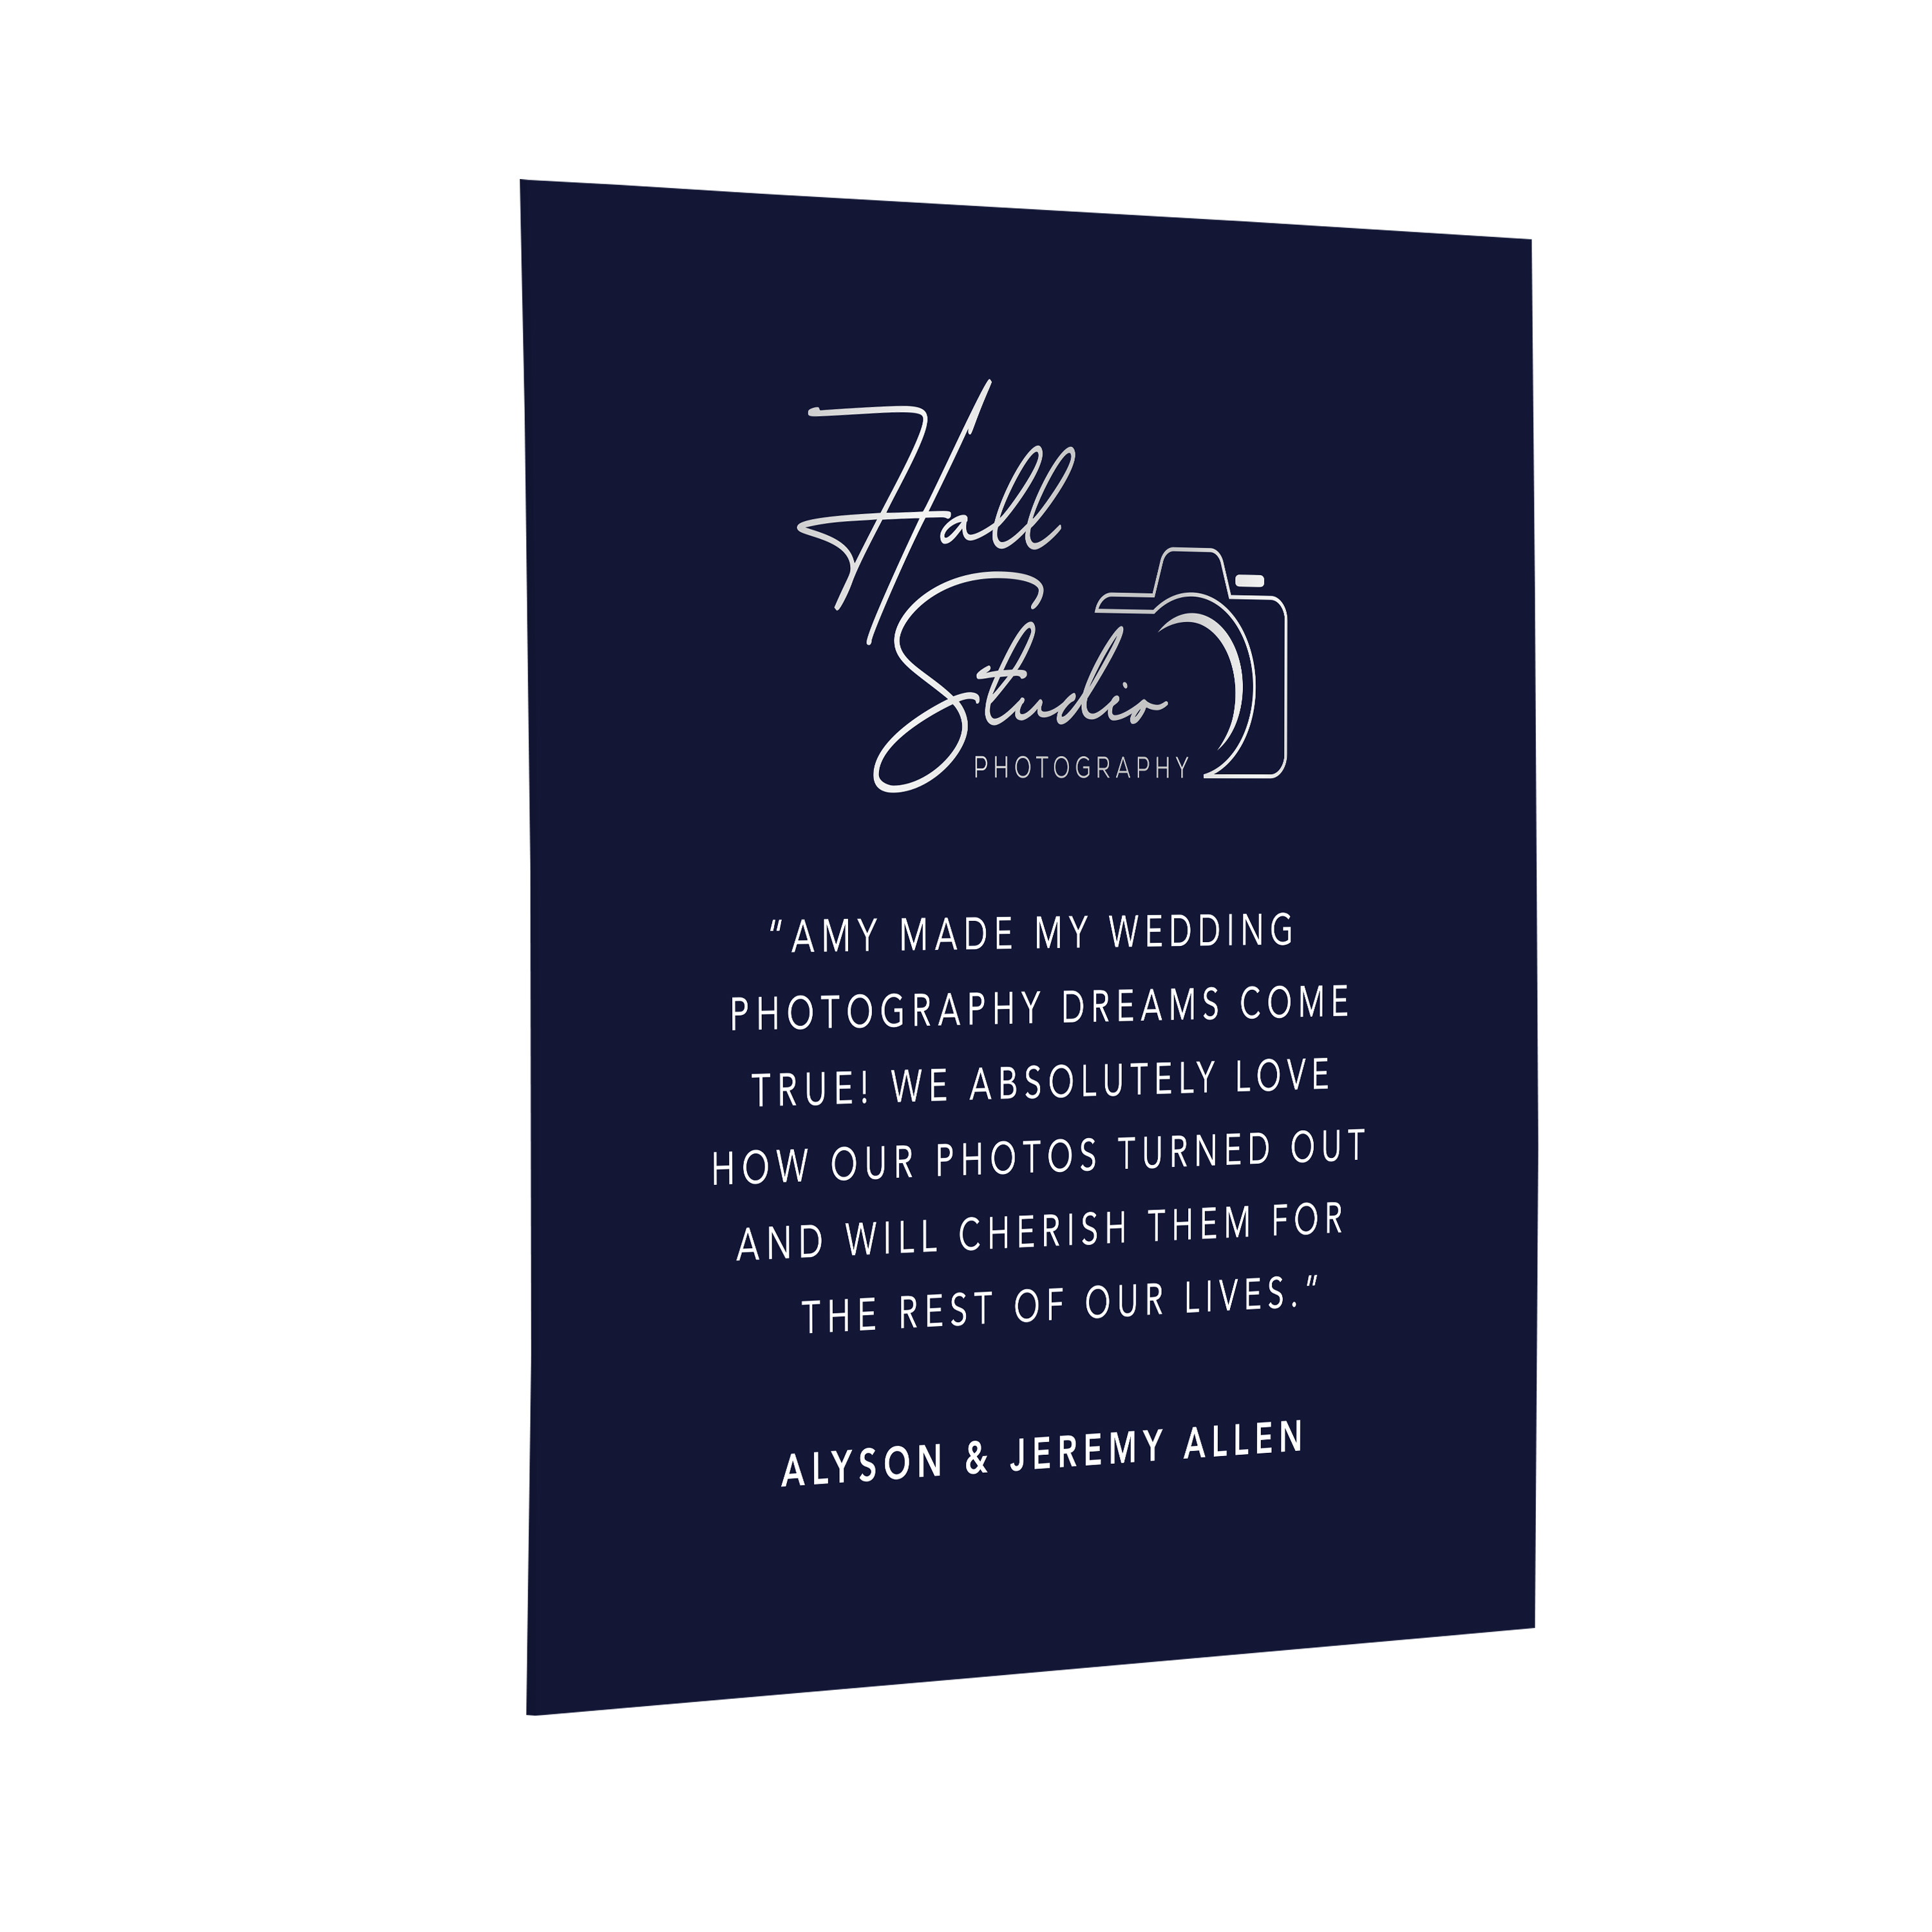 Hall
Studio
PHOTOGRAPHY
"AMY MADE MY WEDDING
PHOTOGRAPHY DREAMS COME
TRUE! WE ABSOLUTELY LOVE
HOW OUR PHOTOS TURNED OUT
AND WILL CHERISH THEM FOR
THE REST OF OUR LIVES."
ALYSON & JEREMY ALLEN